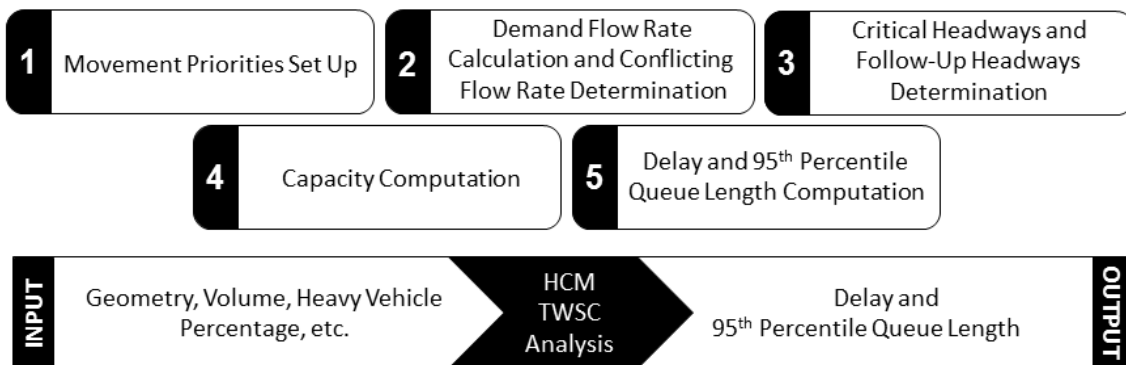 1
Movement Priorities Set Up
2
Demand Flow Rate
Calculation and Conflicting
Flow Rate Determination
3
Critical Headways and
Follow-Up Headways
Determination
4
Capacity Computation
5
Delay and 95th Percentile
Queue Length Computation
INPUT
Geometry, Volume, Heavy Vehicle
Percentage, etc.
HCM
TWSC
Analysis
Delay and
95th Percentile Queue Length
OUTPUT